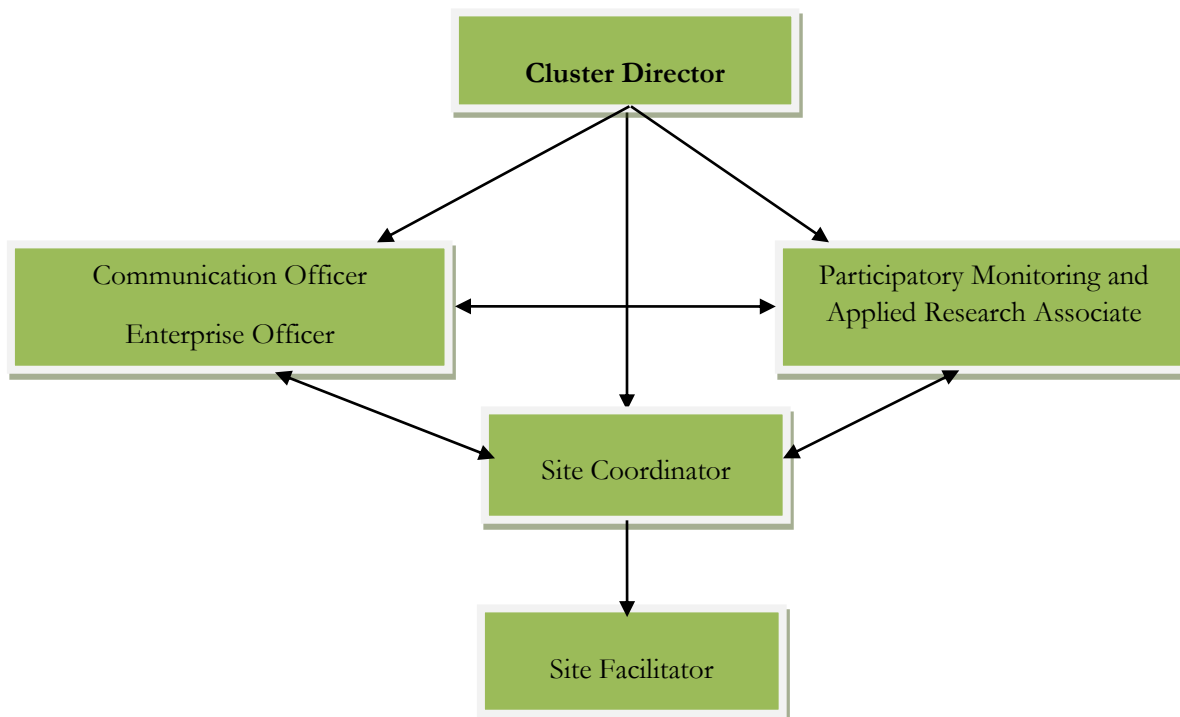 Cluster Director
Communication Officer
Enterprise Officer
Participatory Monitoring and
Applied Research Associate
Site Coordinator
Site Facilitator